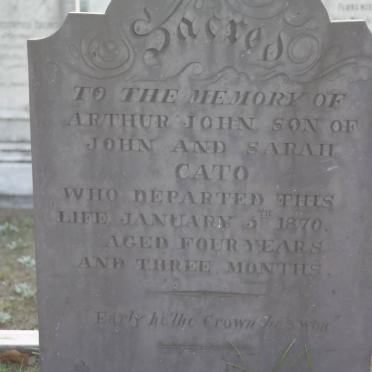 Sacred
TO THE MEMORY OF
ARTHUR JOHN, SON OF
JOHN AND SARAH
CATO
WHO DEPARTED THIS
LIFE, JANUARY 5TH 1870.
AGED FOUR YEARS
AND THREE MONTHS.
"Early he the Crown has won"